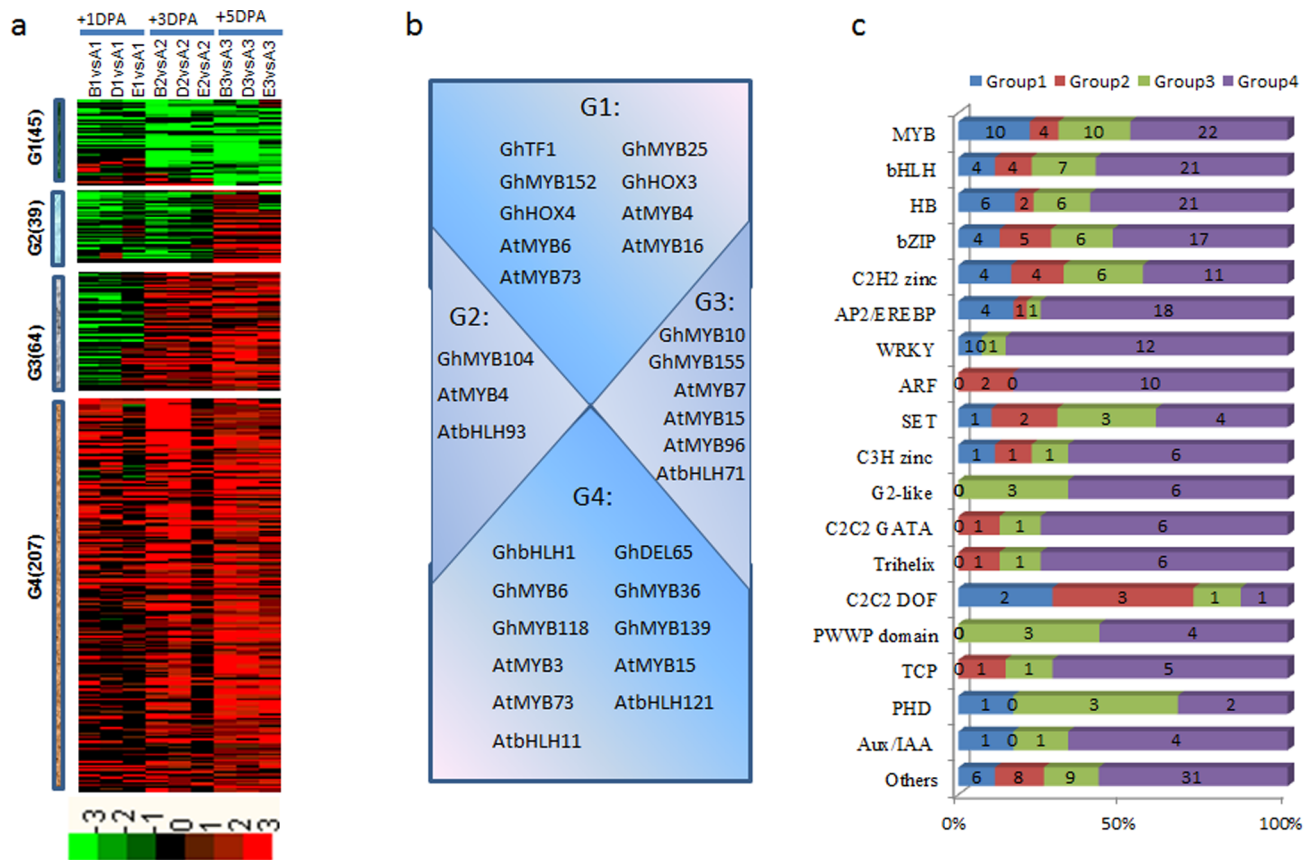 a
+1DPA +3DPA +5DPA
B1vsA1 D1vsA1 E1vsA1 B2vsA2 D2vsA2 E2vsA2 B3vsA3 D3vsA3 E3vsA3
G1(45)
G2(39)
G3(64)
G4(207)
-3 -2 -1 0 1 2 3
b
G1:
GhTF1 GhMYB25
GhMYB152 GhHOX3
GhHOX4 AtMYB4
AtMYB6 AtMYB16
AtMYB73
G2:
GhMYB104
AtMYB4
AtbHLH93
G3:
GhMYB10
GhMYB155
AtMYB7
AtMYB15
AtMYB96
AtbHLH71
G4:
GhbHLH1 GhDEL65
GhMYB6 GhMYB36
GhMYB118 GhMYB139
AtMYB3 AtMYB15
AtMYB73 AtbHLH121
AtbHLH11
c
Group1 Group2 Group3 Group4
MYB 10 4 10 22
bHLH 4 4 7 21
HB 6 2 6 21
bZIP 4 5 6 17
C2H2 zinc 4 4 6 11
AP2/EREBP 4 1 1 18
WRKY 1 0 1 12
ARF 0 2 0 10
SET 1 2 3 4
C3H zinc 1 1 1 6
G2-like 0 3 6
C2C2 GATA 0 1 1 6
Trihelix 0 1 1 6
C2C2 DOF 2 3 1 1
PWWP domain 0 3 4
TCP 0 1 1 5
PHD 1 0 3 2
Aux/IAA 1 0 1 4
Others 6 8 9 31
0% 50% 100%